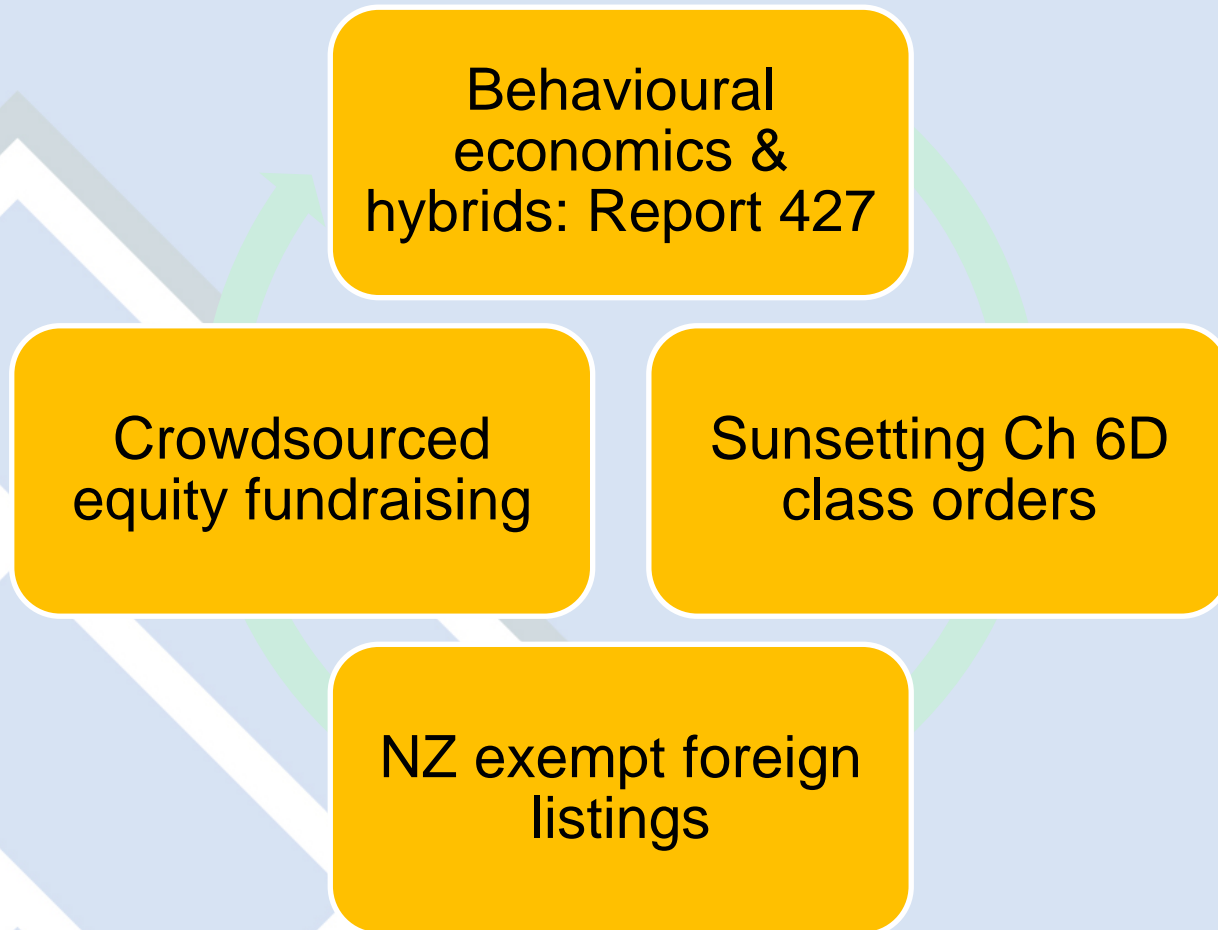 Behavioural
economics &
hybrids: Report 427
Crowdsourced
equity fundraising
Sunsetting Ch 6D
class orders
NZ exempt foreign
listings